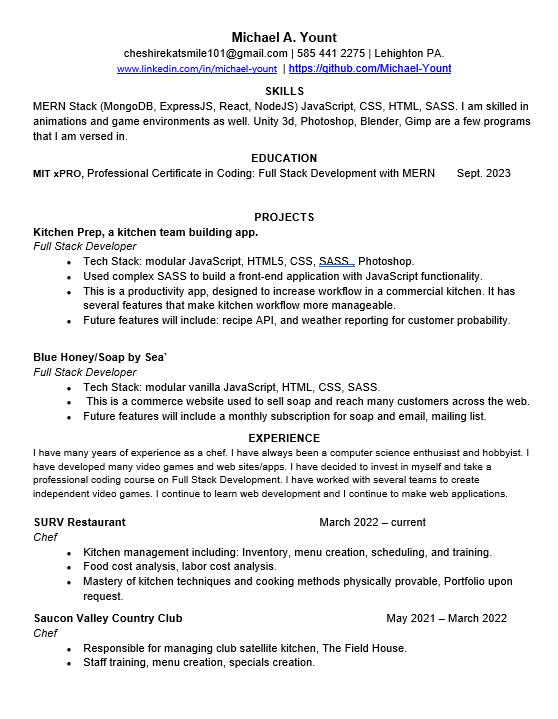 Michael A. Yount
cheshirekatsmile101@gmail.com | 585 441 2275 | Lehighton PA.
www.linkedin.com/in/michael-yount | https://github.com/Michael-Yount
SKILLS
MERN Stack (MongoDB, ExpressJS, React, NodeJS) JavaScript, CSS, HTML, SASS. I am skilled in
animations and game environments as well. Unity 3d, Photoshop, Blender, Gimp are a few programs
that I am versed in.
EDUCATION
MIT xPRO, Professional Certificate in Coding: Full Stack Development with MERN Sept. 2023
PROJECTS
Kitchen Prep, a kitchen team building app.
Full Stack Developer
• Tech Stack: modular JavaScript, HTML5, CSS, SASS., Photoshop.
• Used complex SASS to build a front-end application with JavaScript functionality.
• This is a productivity app, designed to increase workflow in a commercial kitchen. It has
several features that make kitchen workflow more manageable.
• Future features will include: recipe API, and weather reporting for customer probability.
Blue Honey/Soap by Sea`
Full Stack Developer
• Tech Stack: modular vanilla JavaScript, HTML, CSS, SASS.
• This is a commerce website used to sell soap and reach many customers across the web.
• Future features will include a monthly subscription for soap and email, mailing list.
EXPERIENCE
I have many years of experience as a chef. I have always been a computer science enthusiast and hobbyist. I
have developed many video games and web sites/apps. I have decided to invest in myself and take a
professional coding course on Full Stack Development. I have worked with several teams to create
independent video games. I continue to learn web development and I continue to make web applications.
SURV Restaurant March 2022 – current
Chef
• Kitchen management including: Inventory, menu creation, scheduling, and training.
• Food cost analysis, labor cost analysis.
• Mastery of kitchen techniques and cooking methods physically provable, Portfolio upon
request.
Saucon Valley Country Club May 2021 – March 2022
Chef
• Responsible for managing club satellite kitchen, The Field House.
• Staff training, menu creation, specials creation.